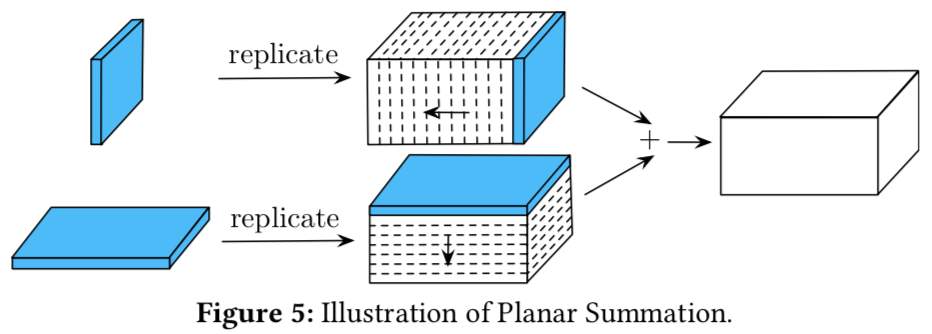 replicate
+
replicate
Figure 5: Illustration of Planar Summation.